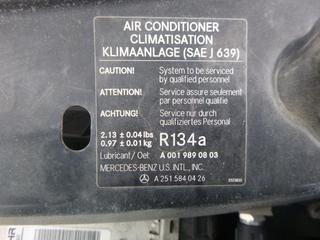 AIR CONDITIONER
CLIMATISATION
KLIMAANLAGE (SAE J 639)
CAUTION! System to be serviced
by qualified personnel
ATTENTION! Service assure seulement
par personnel qualifie
ACHTUNG! Service nur durch
qualifiziertes Personal
2.13 ± 0.04 lbs
0.97 ± 0.01 kg R134a
Lubricant/ Oel: A 001 989 08 03
MERCEDES-BENZ U.S. INTL., INC.
A 251 584 04 26